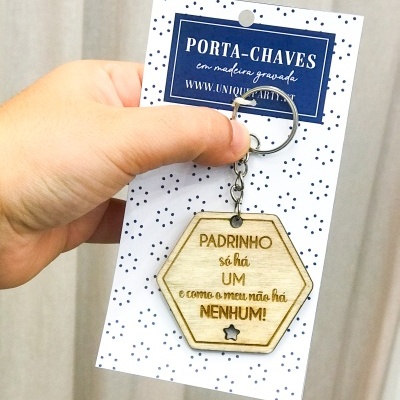 PORTA-CHAVES
em madeira gravada
WWW.UNIQUEPARTY.PT
PADRINHO
só há
UM
e como o meu não há
NENHUM!